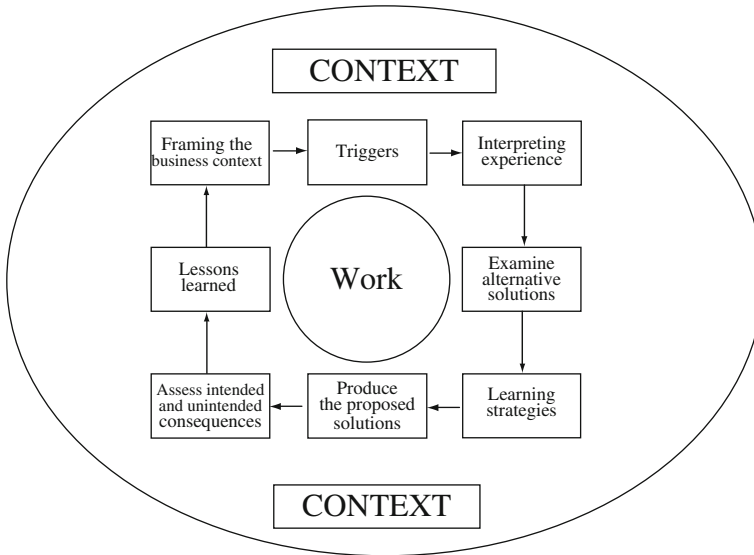 CONTEXT
Framing the
business context
Triggers
Interpreting
experience
Lessons
learned
Work
Examine
alternative
solutions
Assess intended
and unintended
consequences
Produce
the proposed
solutions
Learning
strategies
CONTEXT